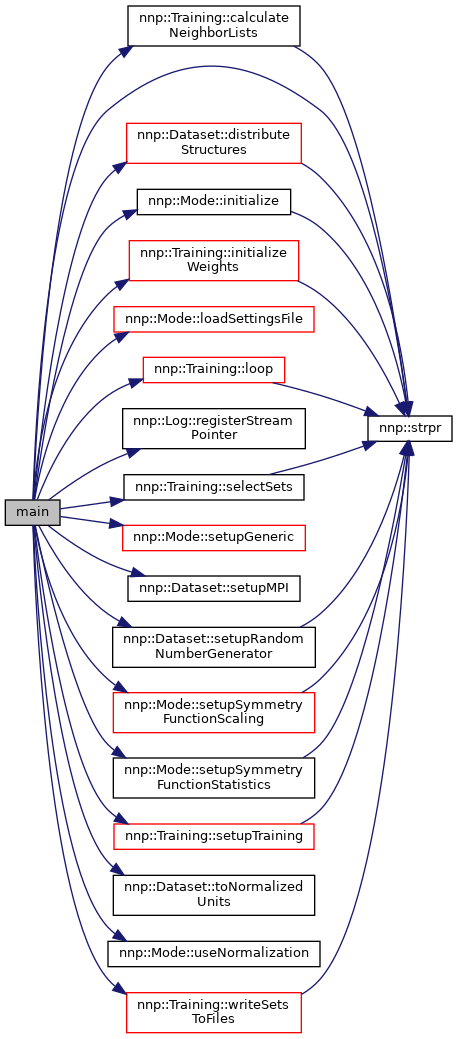 nnp::Training::calculate
NeighborLists
nnp::Dataset::distribute
Structures
nnp::Mode::initialize
nnp::Training::initialize
Weights
nnp::Mode::loadSettingsFile
nnp::Training::loop
nnp::Log::registerStream
Pointer
nnp::strpr
nnp::Training::selectSets
main
nnp::Mode::setupGeneric
nnp::Dataset::setupMPI
nnp::Dataset::setupRandom
NumberGenerator
nnp::Mode::setupSymmetry
FunctionScaling
nnp::Mode::setupSymmetry
FunctionStatistics
nnp::Training::setupTraining
nnp::Dataset::toNormalized
Units
nnp::Mode::useNormalization
nnp::Training::writeSets
ToFiles